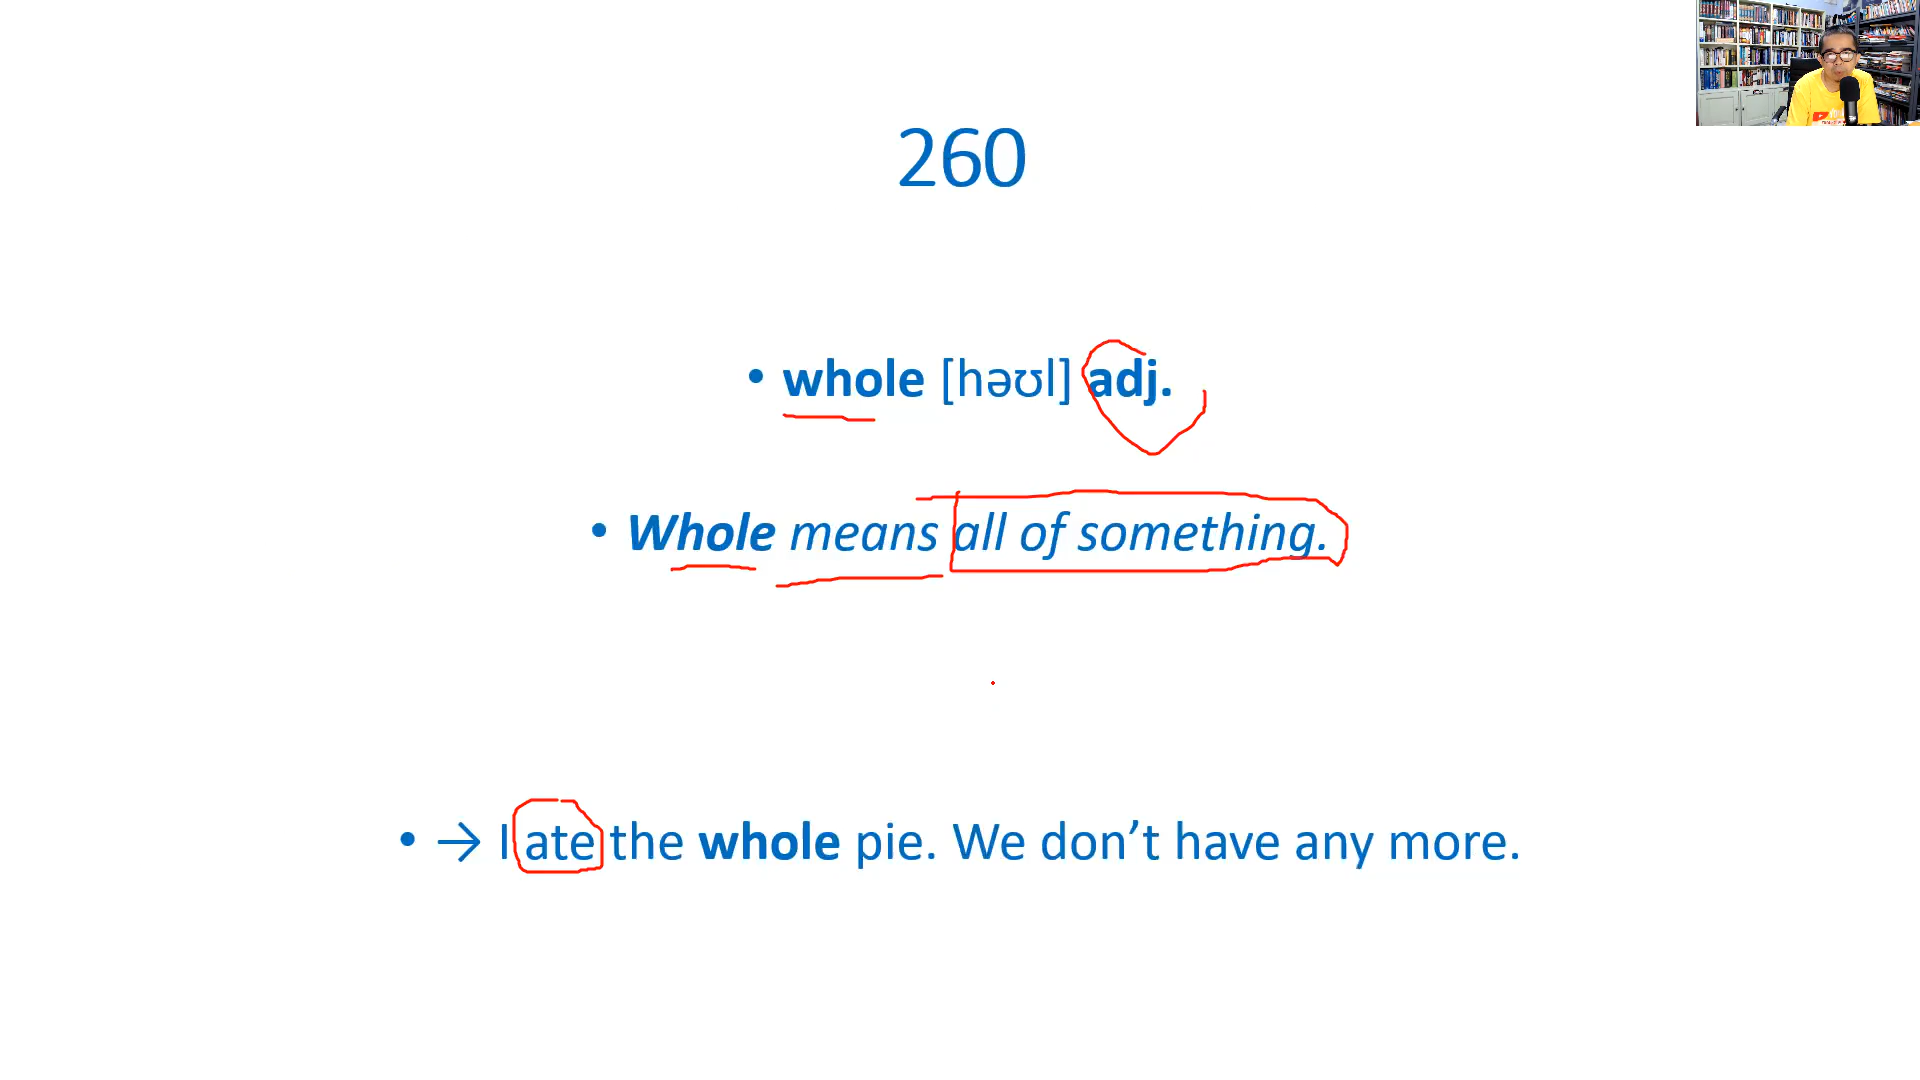 260
• whole [həʊl] adj.
• Whole means all of something.
• → I ate the whole pie. We don’t have any more.